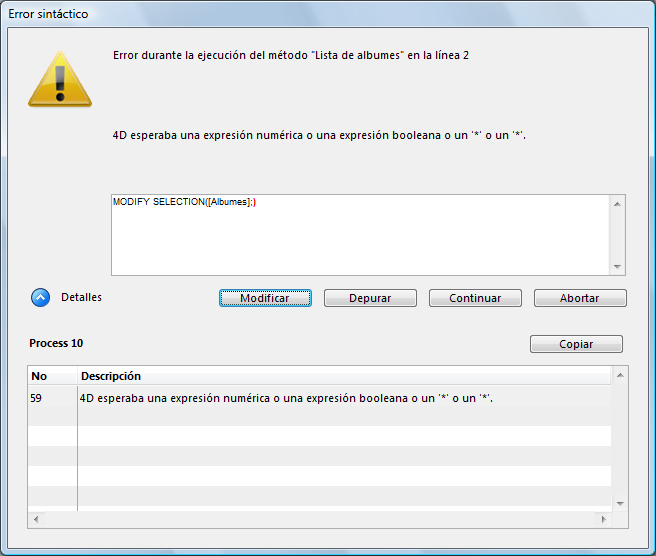 Error sintáctico
Error durante la ejecución del método "Lista de albumes" en la línea 2
4D esperaba una expresión numérica o una expresión booleana o un '*' o un '*'.
MODIFY SELECTION([Albumes];)
Detalles
Modificar
Depurar
Continuar
Abortar
Process 10
Copiar
No Descripción
59 4D esperaba una expresión numérica o una expresión booleana o un '*' o un '*'.